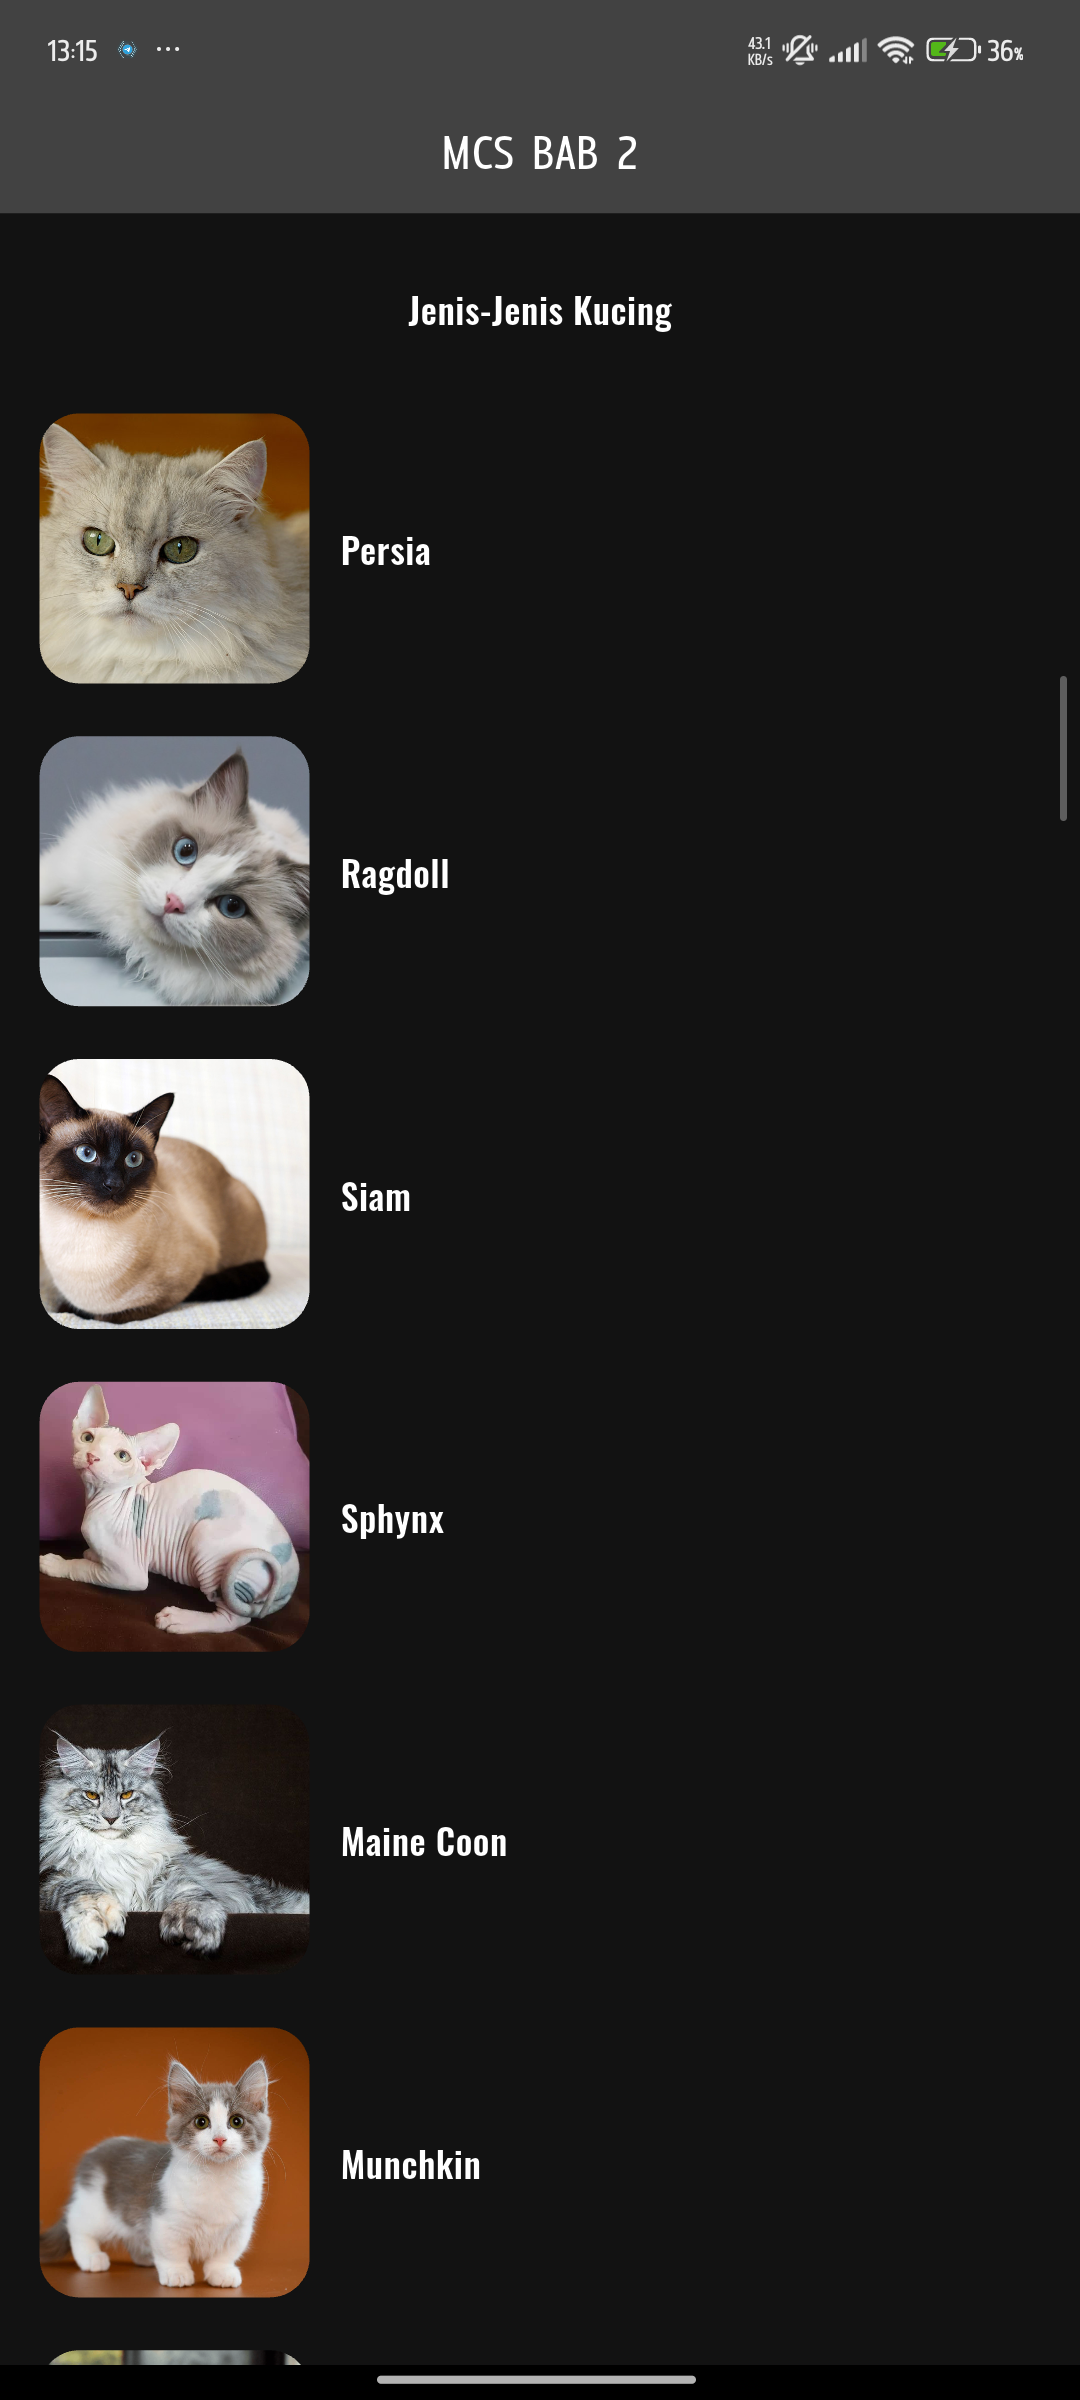 13:15 ... 43.1 KB/s 36%
MCS BAB 2
Jenis-Jenis Kucing
Persia
Ragdoll
Siam
Sphynx
Maine Coon
Munchkin